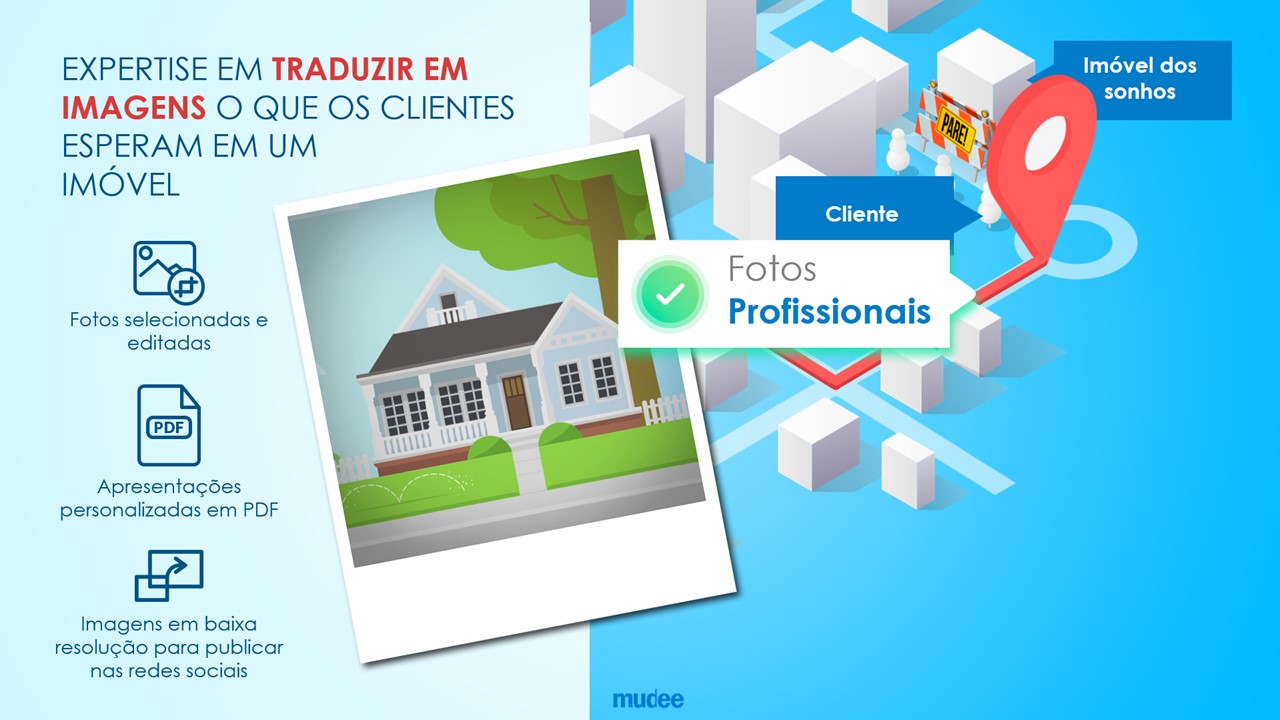 EXPERTISE EM TRADUZIR EM
IMAGENS O QUE OS CLIENTES
ESPERAM EM UM
IMÓVEL
Fotos selecionadas e
editadas
PDF
Apresentações
personalizadas em PDF
Imagens em baixa
resolução para publicar
nas redes sociais
Imóvel dos
sonhos
PARE!
Cliente
Fotos
Profissionais
mudee